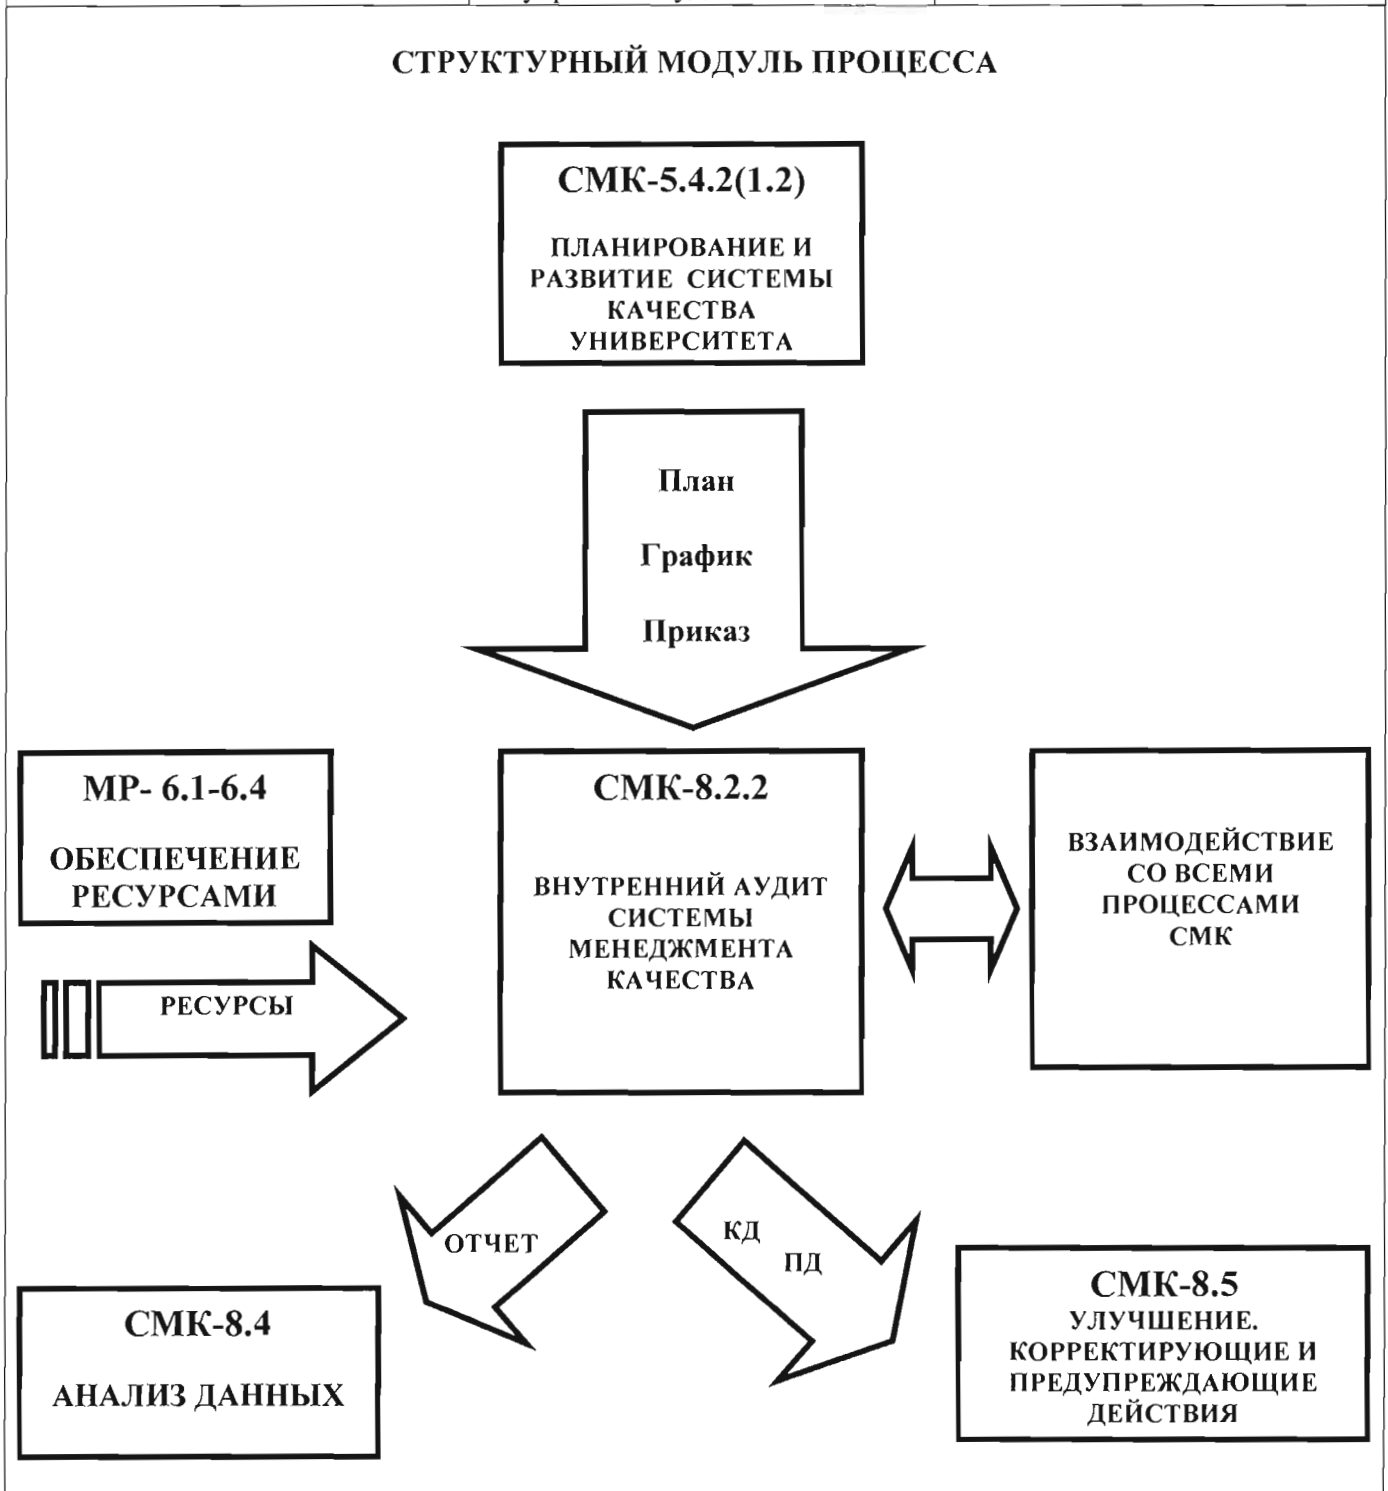 СТРУКТУРНЫЙ МОДУЛЬ ПРОЦЕССА
СМК-5.4.2(1.2)
ПЛАНИРОВАНИЕ И
РАЗВИТИЕ СИСТЕМЫ
КАЧЕСТВА
УНИВЕРСИТЕТА
План
График
Приказ
МР- 6.1-6.4
ОБЕСПЕЧЕНИЕ
РЕСУРСАМИ
РЕСУРСЫ
СМК-8.2.2
ВНУТРЕННИЙ АУДИТ
СИСТЕМЫ
МЕНЕДЖМЕНТА
КАЧЕСТВА
ВЗАИМОДЕЙСТВИЕ
СО ВСЕМИ
ПРОЦЕССАМИ
СМК
ОТЧЕТ
КД
ПД
СМК-8.4
АНАЛИЗ ДАННЫХ
СМК-8.5
УЛУЧШЕНИЕ.
КОРРЕКТИРУЮЩИЕ И
ПРЕДУПРЕЖДАЮЩИЕ
ДЕЙСТВИЯ